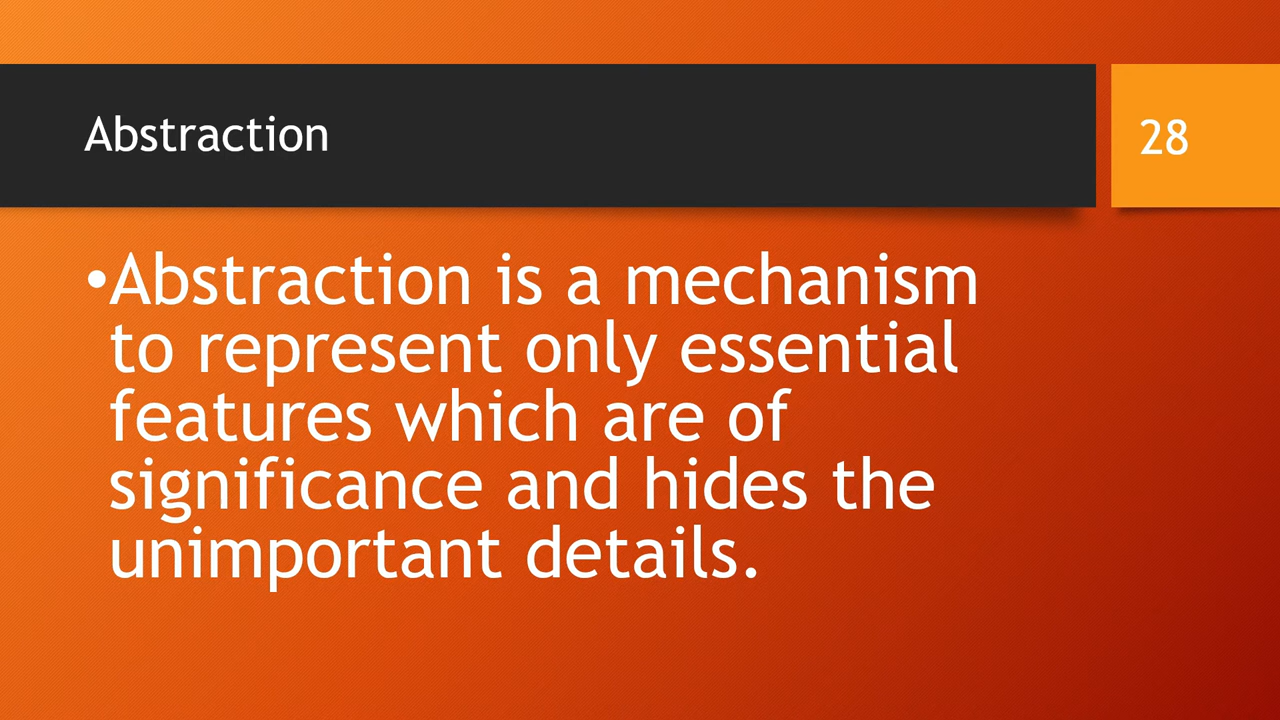 Abstraction
28
•Abstraction is a mechanism
to represent only essential
features which are of
significance and hides the
unimportant details.